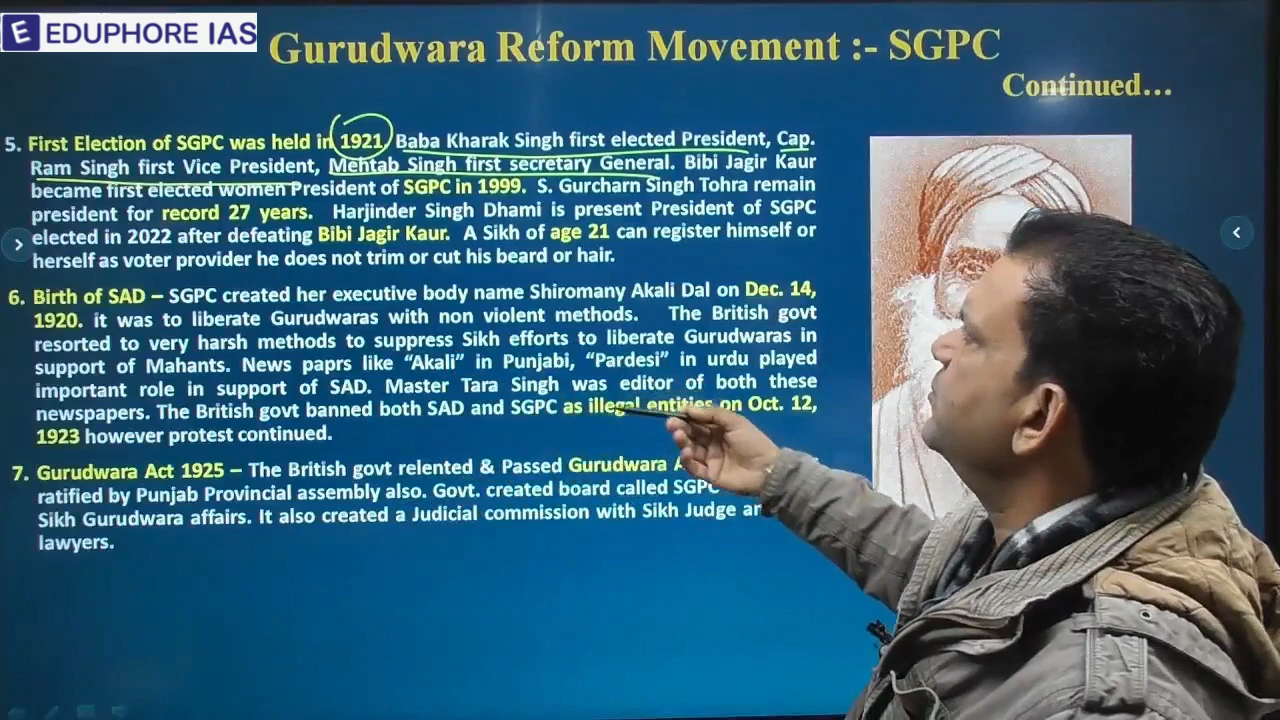 E EDUPHORE IAS
Gurudwara Reform Movement :- SGPC
Continued…
5. First Election of SGPC was held in 1921, Baba Kharak Singh first elected President, Cap.
Ram Singh first Vice President, Mehtab Singh first secretary General. Bibi Jagir Kaur
became first elected women President of SGPC in 1999. S. Gurcharn Singh Tohra remain
president for record 27 years. Harjinder Singh Dhami is present President of SGPC
elected in 2022 after defeating Bibi Jagir Kaur. A Sikh of age 21 can register himself or
herself as voter provider he does not trim or cut his beard or hair.
6. Birth of SAD – SGPC created her executive body name Shiromany Akali Dal on Dec. 14,
1920. it was to liberate Gurudwaras with non violent methods. The British govt
resorted to very harsh methods to suppress Sikh efforts to liberate Gurudwaras in
support of Mahants. News paprs like “Akali” in Punjabi, “Pardesi” in urdu played
important role in support of SAD. Master Tara Singh was editor of both these
newspapers. The British govt banned both SAD and SGPC as illegal entities on Oct. 12,
1923 however protest continued.
7. Gurudwara Act 1925 – The British govt relented & Passed Gurudwara
ratified by Punjab Provincial assembly also. Govt. created board called SGPC
Sikh Gurudwara affairs. It also created a Judicial commission with Sikh Judge
lawyers.